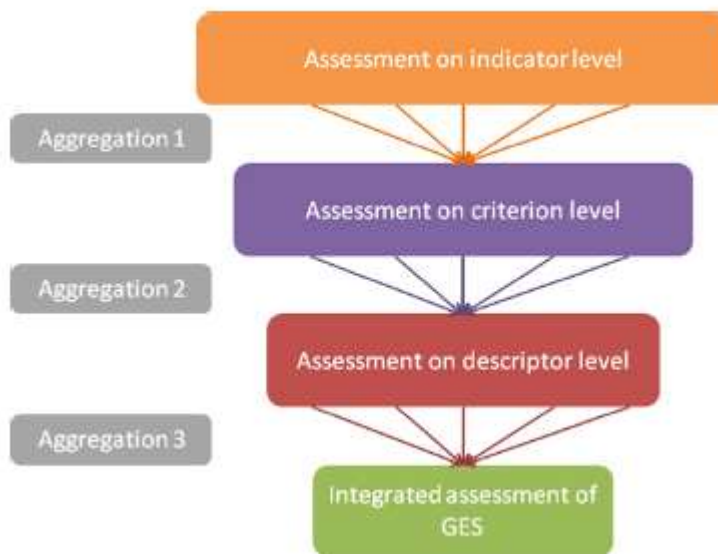 Assessment on indicator level
Aggregation 1
Assessment on criterion level
Aggregation 2
Assessment on descriptor level
Aggregation 3
Integrated assessment of
GES